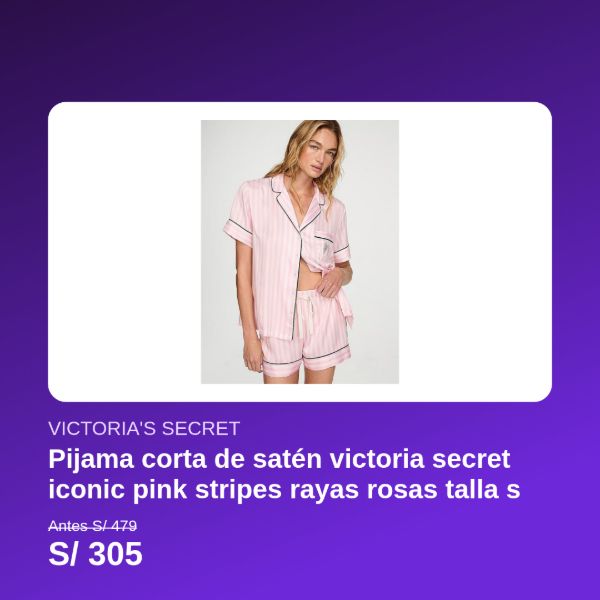 VICTORIA'S SECRET
Pijama corta de satén victoria secret
iconic pink stripes rayas rosas talla s
Antes S/ 479
S/ 305